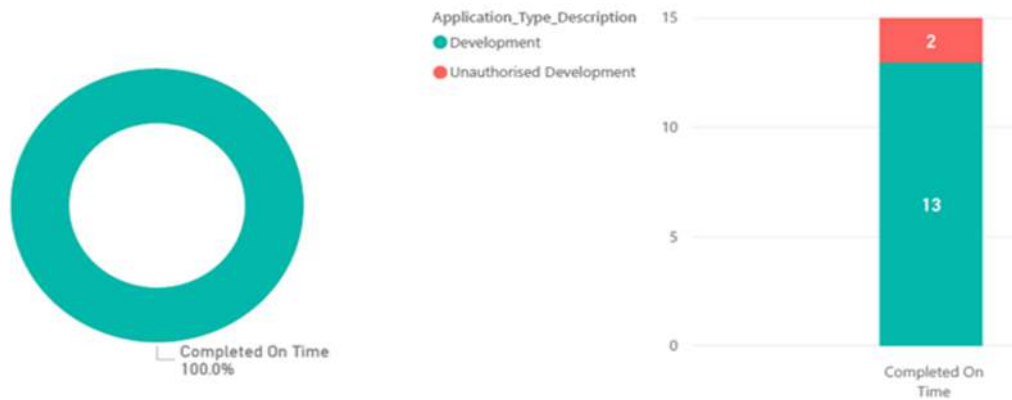 Application_Type_Description
Development
Unauthorised Development
Completed On Time
100.0%
15
10
5
0
2
13
Completed On
Time